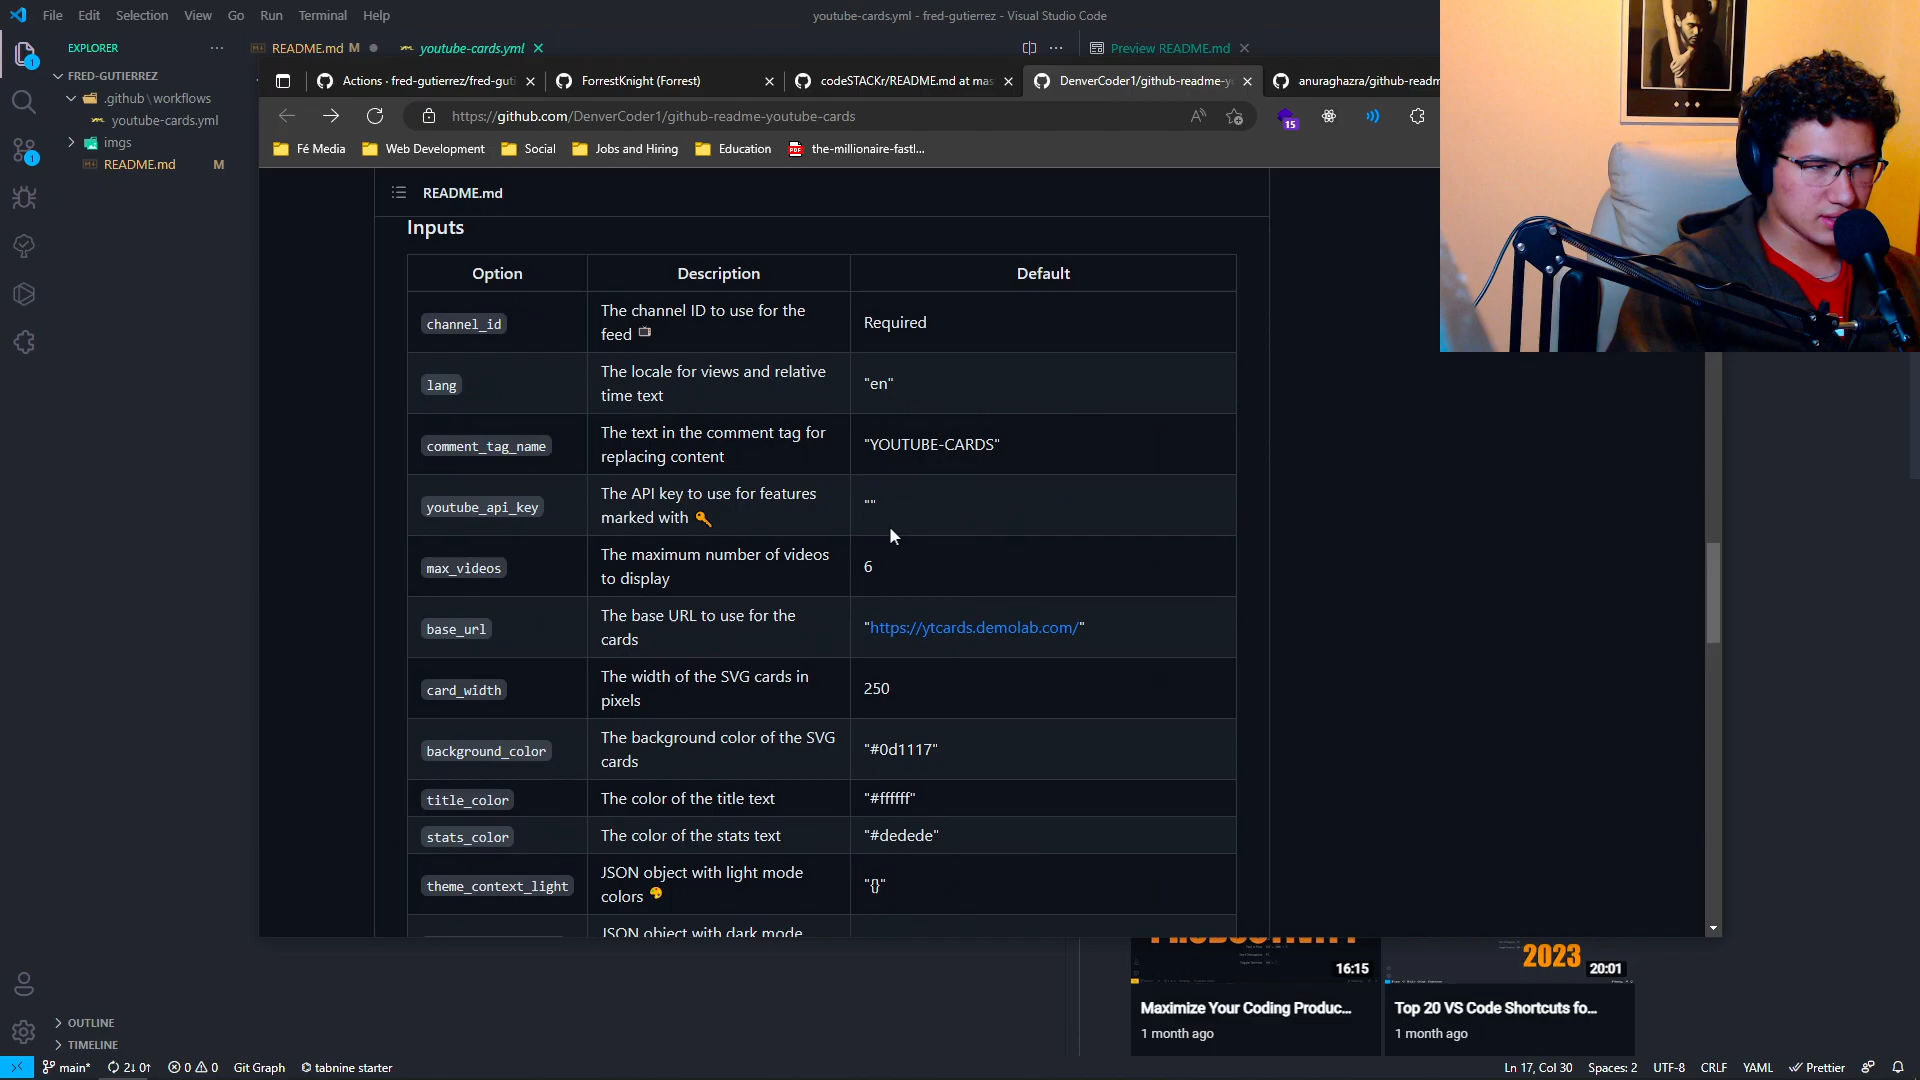 File Edit Selection View Go Run Terminal Help
youtube-cards.yml - fred-gutierrez - Visual Studio Code
EXPLORER
FRED-GUTIERREZ
.github\workflows
youtube-cards.yml
imgs
README.md M
README.md M
youtube-cards.yml
Preview README.md
Actions · fred-gutierrez/fred-guti
ForrestKnight (Forrest)
codeSTACKr/README.md at mas
DenverCoder1/github-readme-y
anuraghazra/github-readm
https://github.com/DenverCoder1/github-readme-youtube-cards
15
Fé Media
Web Development
Social
Jobs and Hiring
Education
the-millionaire-fastl...
README.md
Inputs
Option Description Default
channel_id
The channel ID to use for the
feed
Required
lang
The locale for views and relative
time text
"en"
comment_tag_name
The text in the comment tag for
replacing content
"YOUTUBE-CARDS"
youtube_api_key
The API key to use for features
marked with
""
max_videos
The maximum number of videos
to display
6
base_url
The base URL to use for the
cards
"https://ytcards.demolab.com/"
card_width
The width of the SVG cards in
pixels
250
background_color
The background color of the SVG
cards
"#0d1117"
title_color
The color of the title text
"#ffffff"
stats_color
The color of the stats text
"#dedede"
theme_context_light
JSON object with light mode
colors
"{}"
JSON object with dark mode
PRODUCTIVITY
16:15
Maximize Your Coding Produc...
1 month ago
2023
20:01
Top 20 VS Code Shortcuts fo...
1 month ago
OUTLINE
TIMELINE
main* 2↓ 0↑ 0 0 Git Graph tabnine starter
Ln 17, Col 30 Spaces: 2 UTF-8 CRLF YAML Prettier